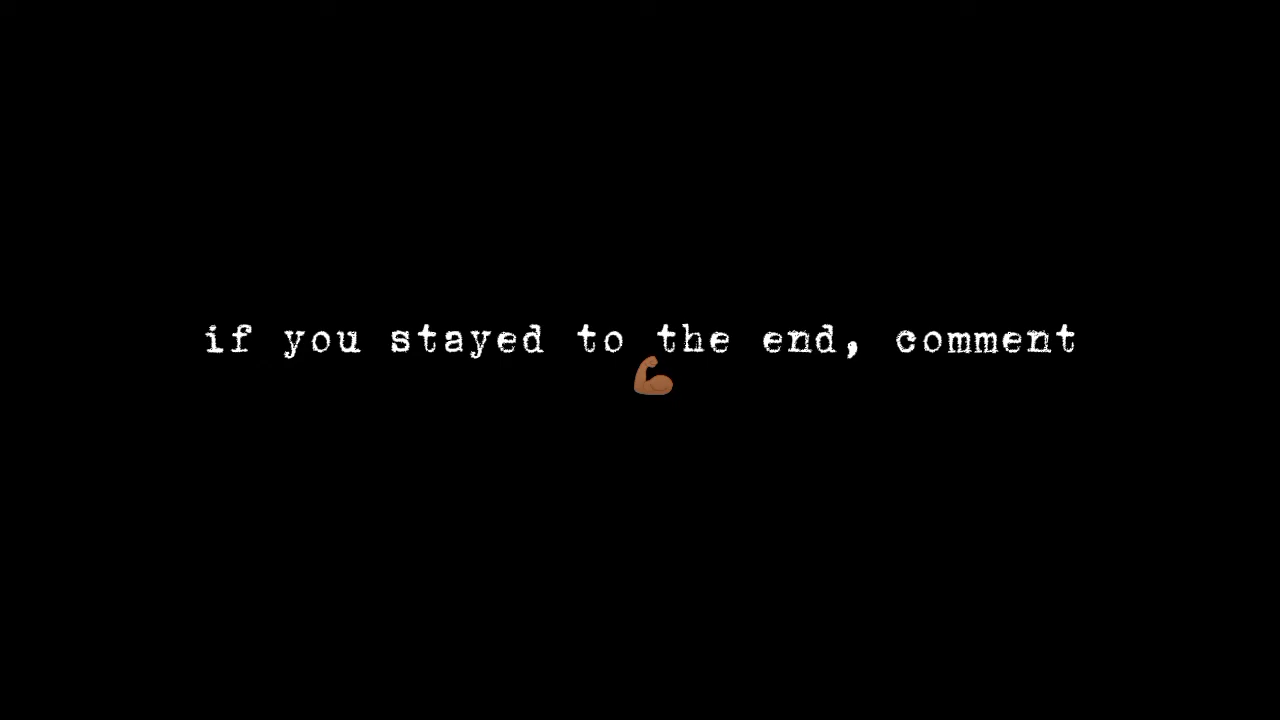 if you stayed to the end, comment
💪🏾